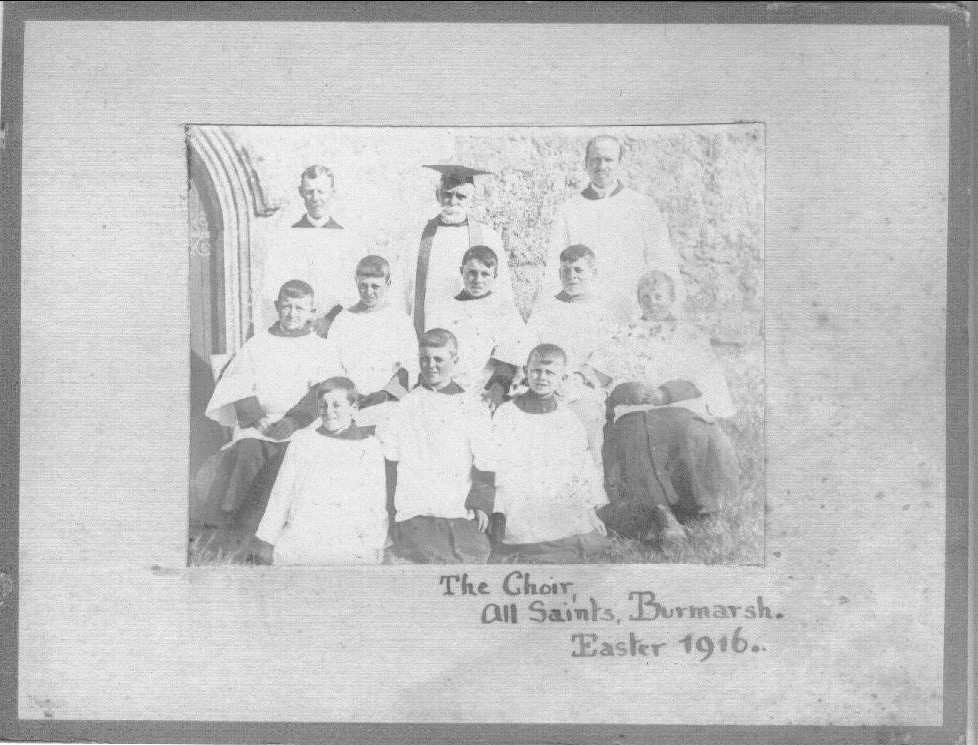 The Choir,
All Saints, Burmarsh.
Easter 1916..